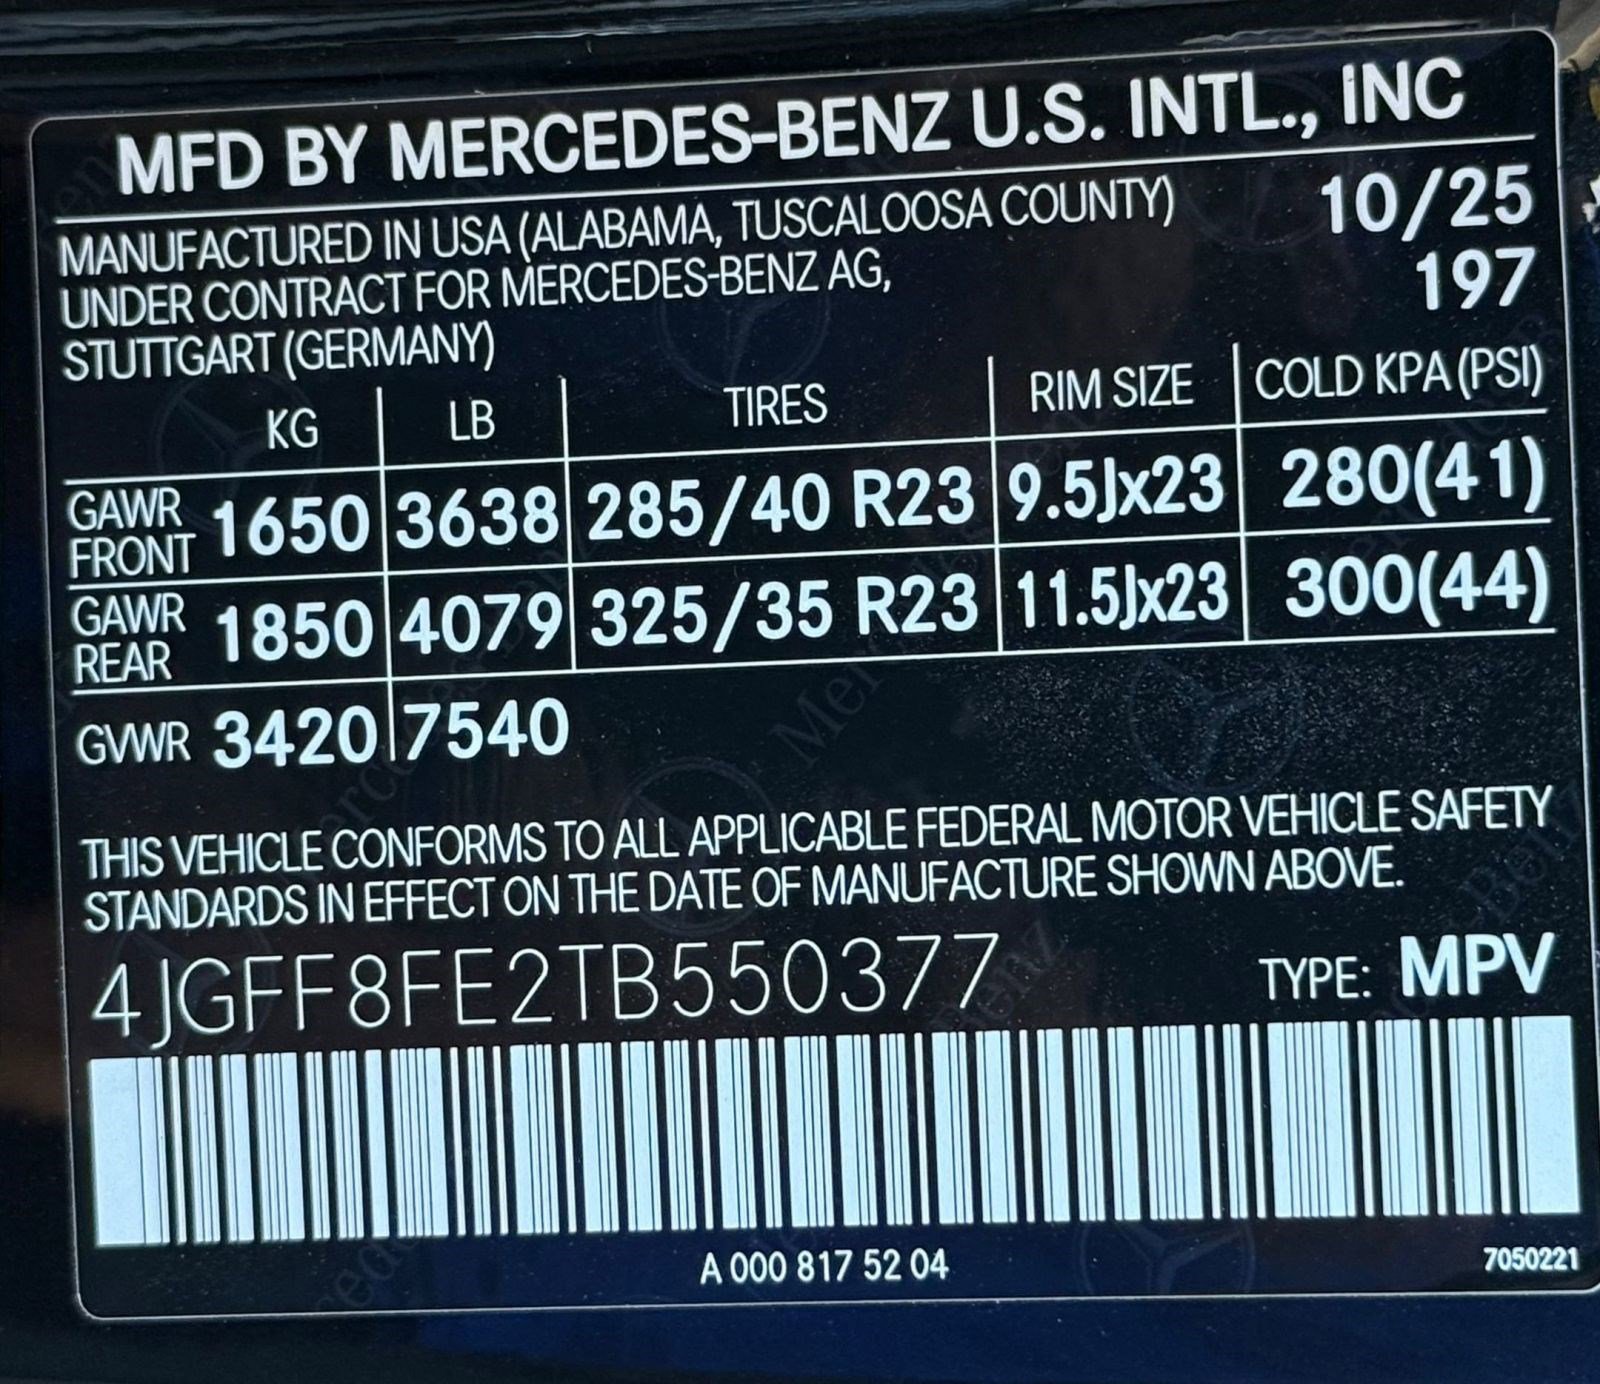 MFD BY MERCEDES-BENZ U.S. INTL., INC
MANUFACTURED IN USA (ALABAMA, TUSCALOOSA COUNTY) 10/25
UNDER CONTRACT FOR MERCEDES-BENZ AG, 197
STUTTGART (GERMANY)
KG LB TIRES RIM SIZE COLD KPA (PSI)
GAWR FRONT 1650 3638 285/40 R23 9.5Jx23 280(41)
GAWR REAR 1850 4079 325/35 R23 11.5Jx23 300(44)
GVWR 3420 7540
THIS VEHICLE CONFORMS TO ALL APPLICABLE FEDERAL MOTOR VEHICLE SAFETY
STANDARDS IN EFFECT ON THE DATE OF MANUFACTURE SHOWN ABOVE.
4JGFF8FE2TB550377 TYPE: MPV
A 000 817 52 04 7050221